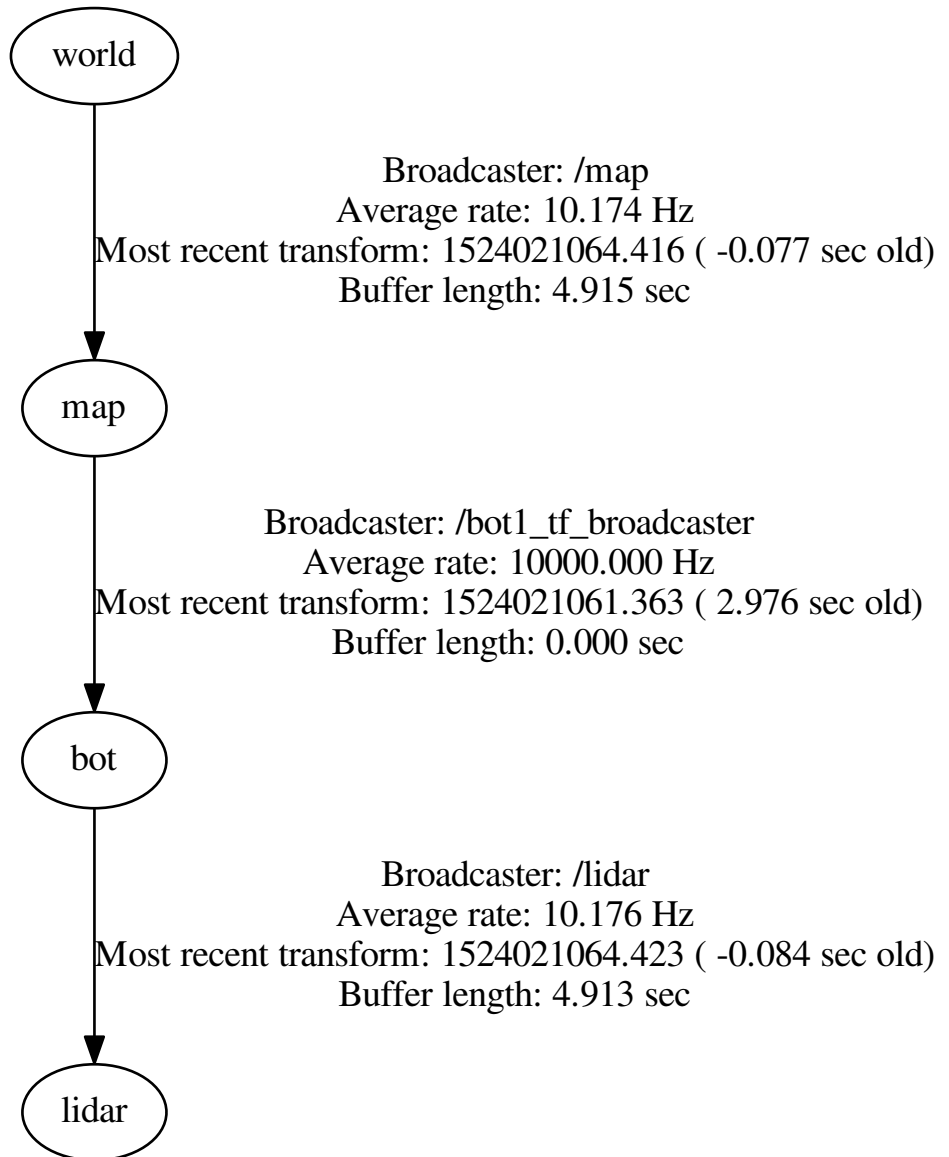 world
Broadcaster: /map
Average rate: 10.174 Hz
Most recent transform: 1524021064.416 ( -0.077 sec old)
Buffer length: 4.915 sec
map
Broadcaster: /bot1_tf_broadcaster
Average rate: 10000.000 Hz
Most recent transform: 1524021061.363 ( 2.976 sec old)
Buffer length: 0.000 sec
bot
Broadcaster: /lidar
Average rate: 10.176 Hz
Most recent transform: 1524021064.423 ( -0.084 sec old)
Buffer length: 4.913 sec
lidar